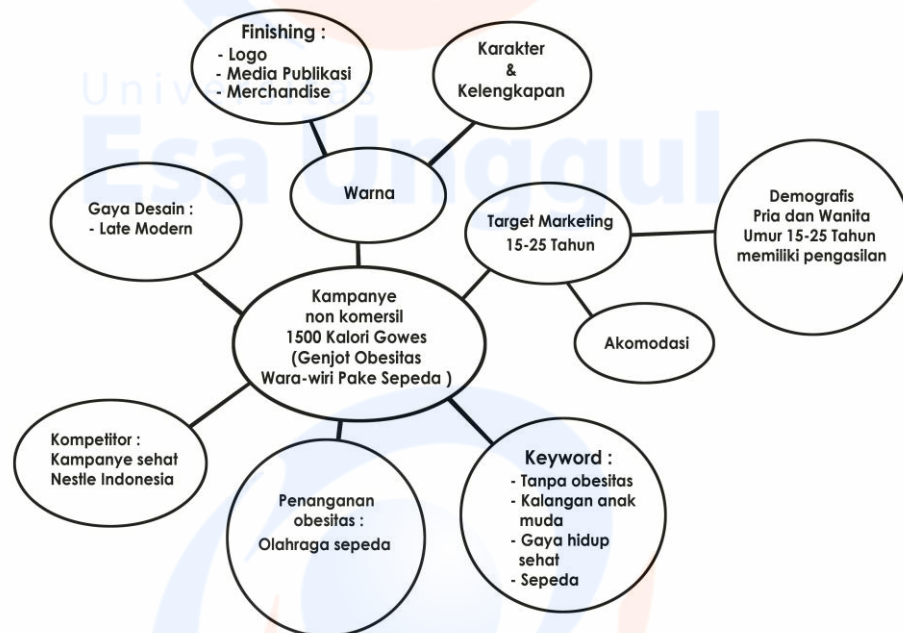 Finishing :
- Logo
- Media Publikasi
- Merchandise
Karakter
&
Kelengkapan
Universitas
Esa Unggul
Warna
Gaya Desain :
- Late Modern
Target Marketing
15-25 Tahun
Demografis
Pria dan Wanita
Umur 15-25 Tahun
memiliki pengasilan
Kampanye
non komersil
1500 Kalori Gowes
(Genjot Obesitas
Wara-wiri Pake Sepeda )
Akomodasi
Kompetitor :
Kampanye sehat
Nestle Indonesia
Penanganan
obesitas :
Olahraga sepeda
Keyword :
- Tanpa obesitas
- Kalangan anak
muda
- Gaya hidup
sehat
- Sepeda